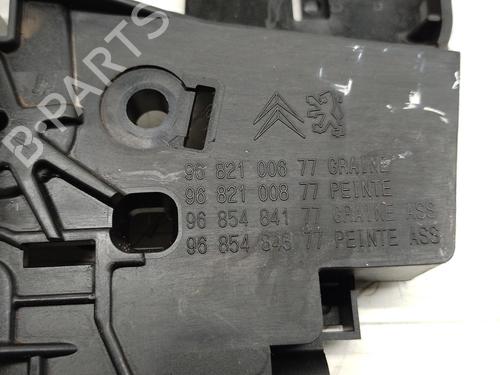 B-PARTS
96 821 006 77 GRAINE
96 821 008 77 PEINTE
96 854 841 77 GRAINE ASS
96 854 843 77 PEINTE ASS